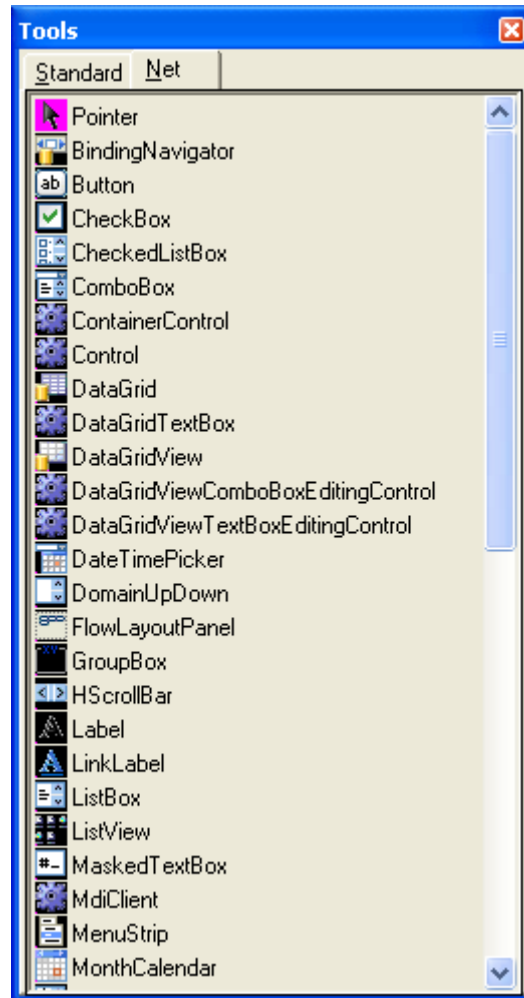 Tools
Standard Net
Pointer
BindingNavigator
Button
CheckBox
CheckedListBox
ComboBox
ContainerControl
Control
DataGrid
DataGridTextBox
DataGridView
DataGridViewComboBoxEditingControl
DataGridViewTextBoxEditingControl
DateTimePicker
DomainUpDown
FlowLayoutPanel
GroupBox
HScrollBar
Label
LinkLabel
ListBox
ListView
MaskedTextBox
MdiClient
MenuStrip
MonthCalendar